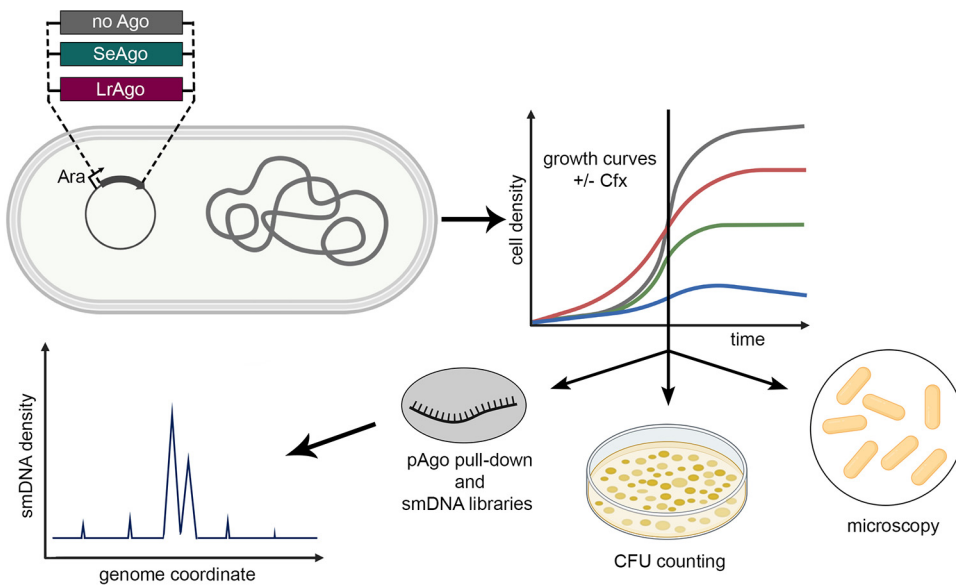 no Ago
SeAgo
LrAgo
Ara
growth curves
+/- Cfx
cell density
time
smDNA density
genome coordinate
pAgo pull-down
and
smDNA libraries
CFU counting
microscopy